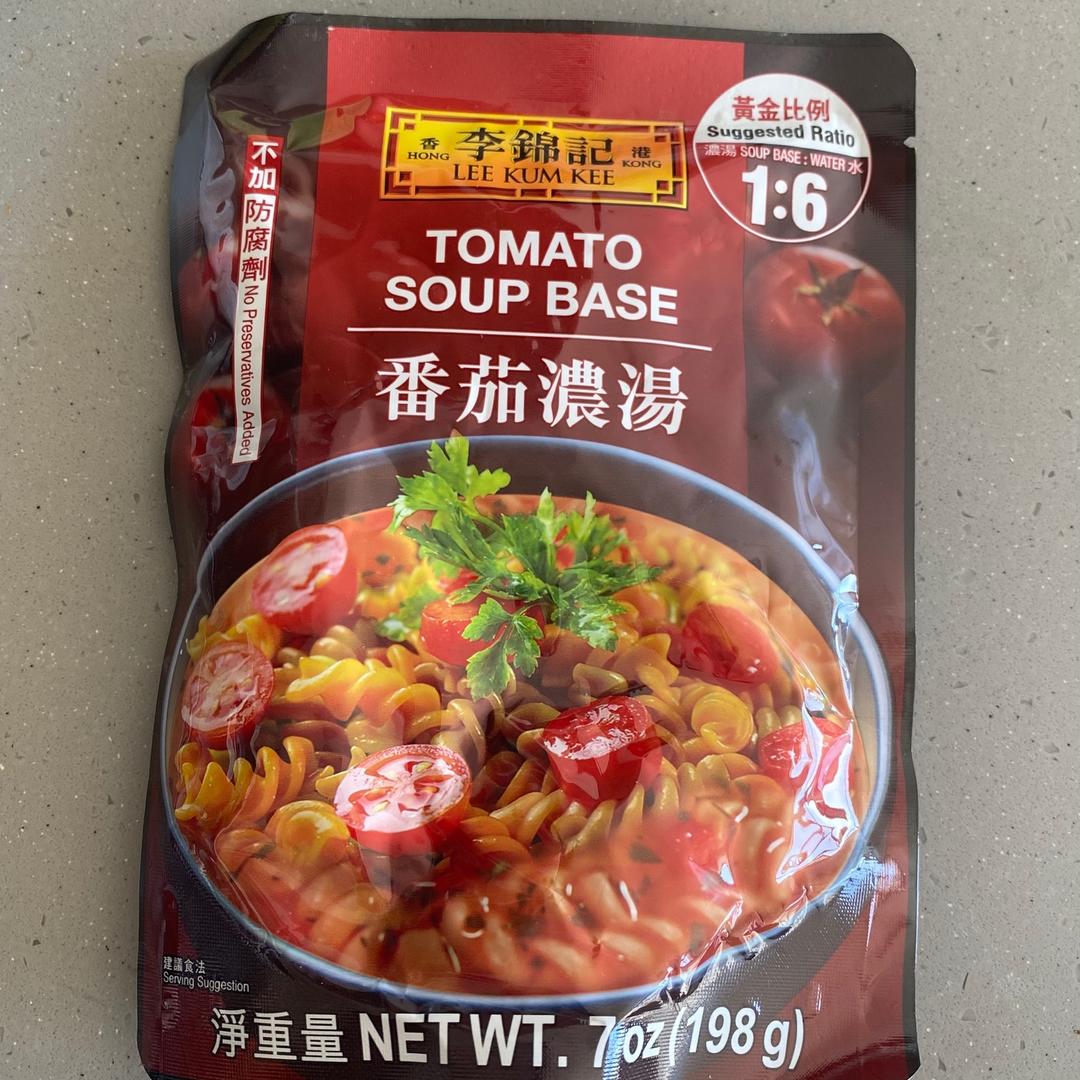 香 HONG 李錦記 港 KONG
LEE KUM KEE
黃金比例
Suggested Ratio
濃湯 SOUP BASE : WATER 水
1:6
不加防腐劑 No Preservatives Added
TOMATO
SOUP BASE
番茄濃湯
建議食法
Serving Suggestion
淨重量 NET WT. 7 oz (198 g)